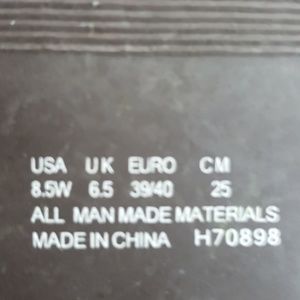 USA UK EURO CM
8.5W 6.5 39/40 25
ALL MAN MADE MATERIALS
MADE IN CHINA H70898